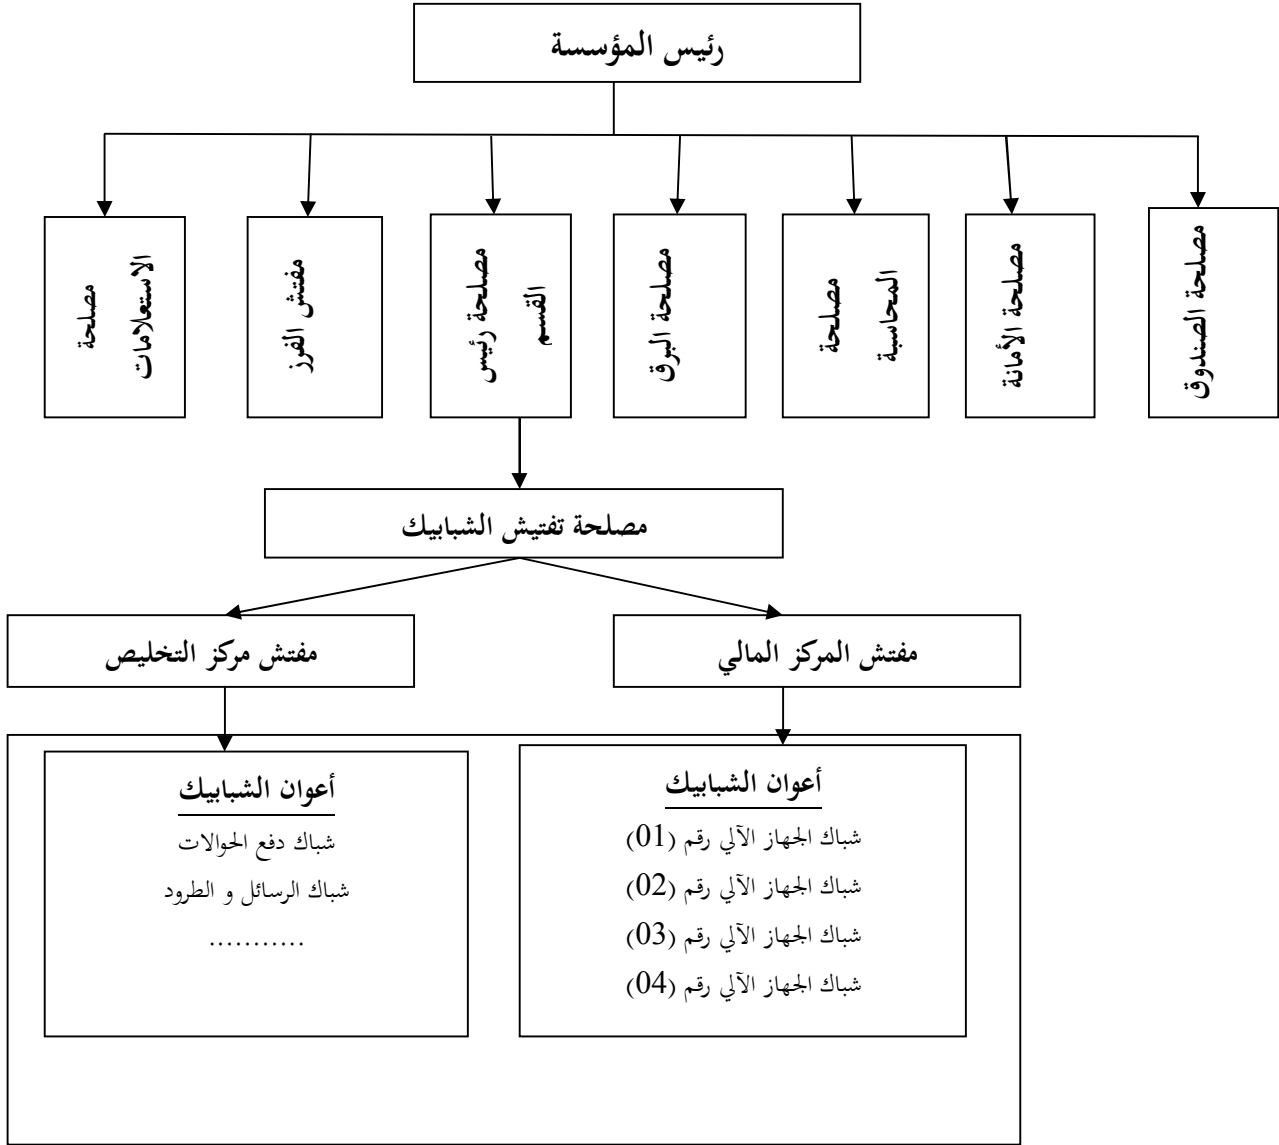 رئيس المؤسسة
مصلحة الصندوق
مصلحة الأمانة
مصلحة
المحاسبة
مصلحة البرق
مصلحة رئيس
القسم
مفتش الفرز
مصلحة
الاستعلامات
مصلحة تفتيش الشبابيك
مفتش المركز المالي
مفتش مركز التخليص
أعوان الشبابيك
شباك الجهاز الآلي رقم (01)
شباك الجهاز الآلي رقم (02)
شباك الجهاز الآلي رقم (03)
شباك الجهاز الآلي رقم (04)
أعوان الشبابيك
شباك دفع الحوالات
شباك الرسائل و الطرود
...........